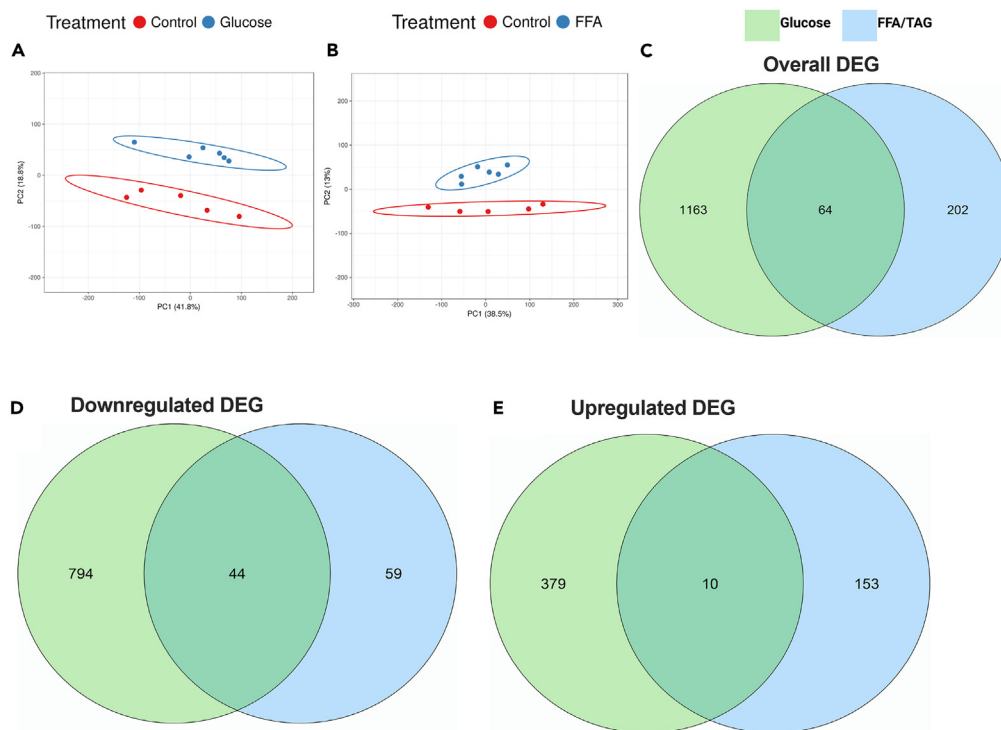 Treatment Control Glucose
Treatment Control FFA
Glucose FFA/TAG
A
B
C
200
100
0
-100
-200
PC2 (18.8%)
-200 -100 0 100 200
PC1 (41.8%)
200
100
0
-100
-200
PC2 (13%)
-300 -200 -100 0 100 200 300
PC1 (38.5%)
Overall DEG
1163 64 202
D
Downregulated DEG
794 44 59
E
Upregulated DEG
379 10 153